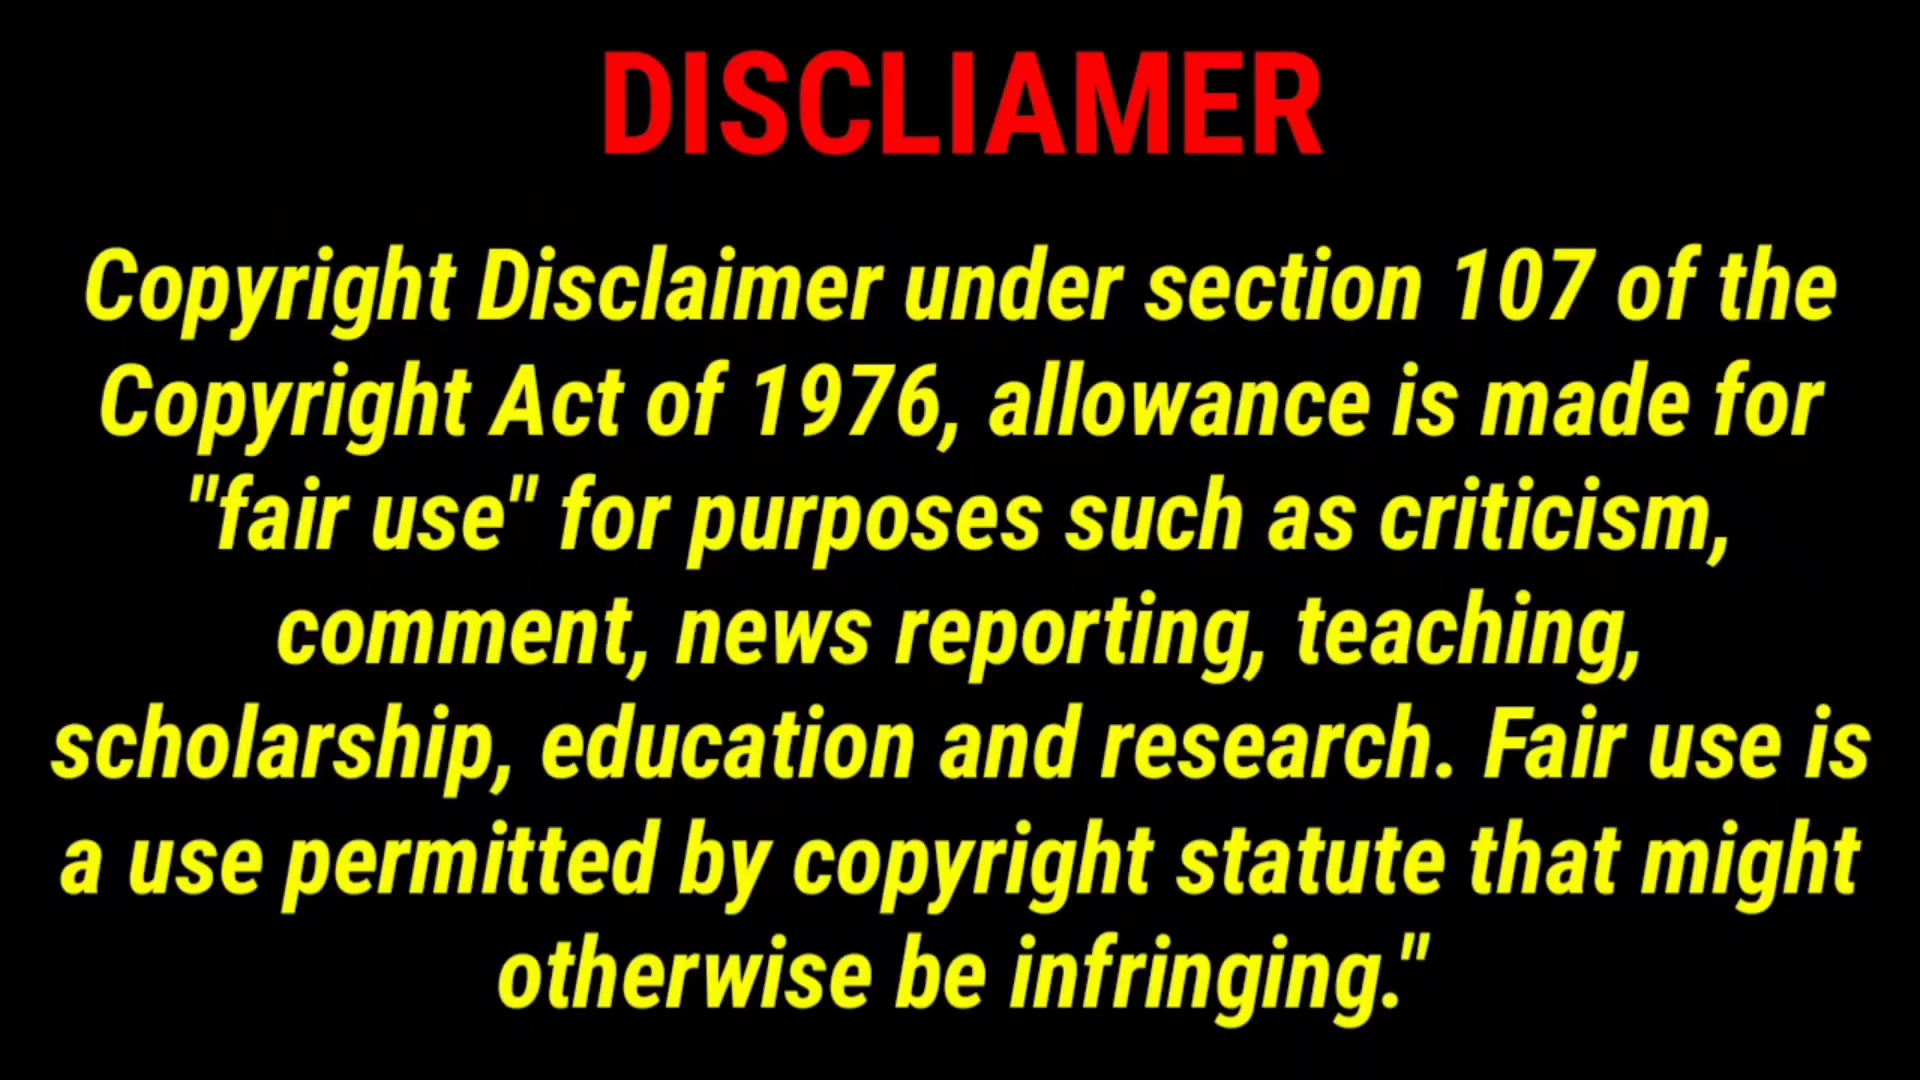 DISCLIAMER
Copyright Disclaimer under section 107 of the
Copyright Act of 1976, allowance is made for
"fair use" for purposes such as criticism,
comment, news reporting, teaching,
scholarship, education and research. Fair use is
a use permitted by copyright statute that might
otherwise be infringing."